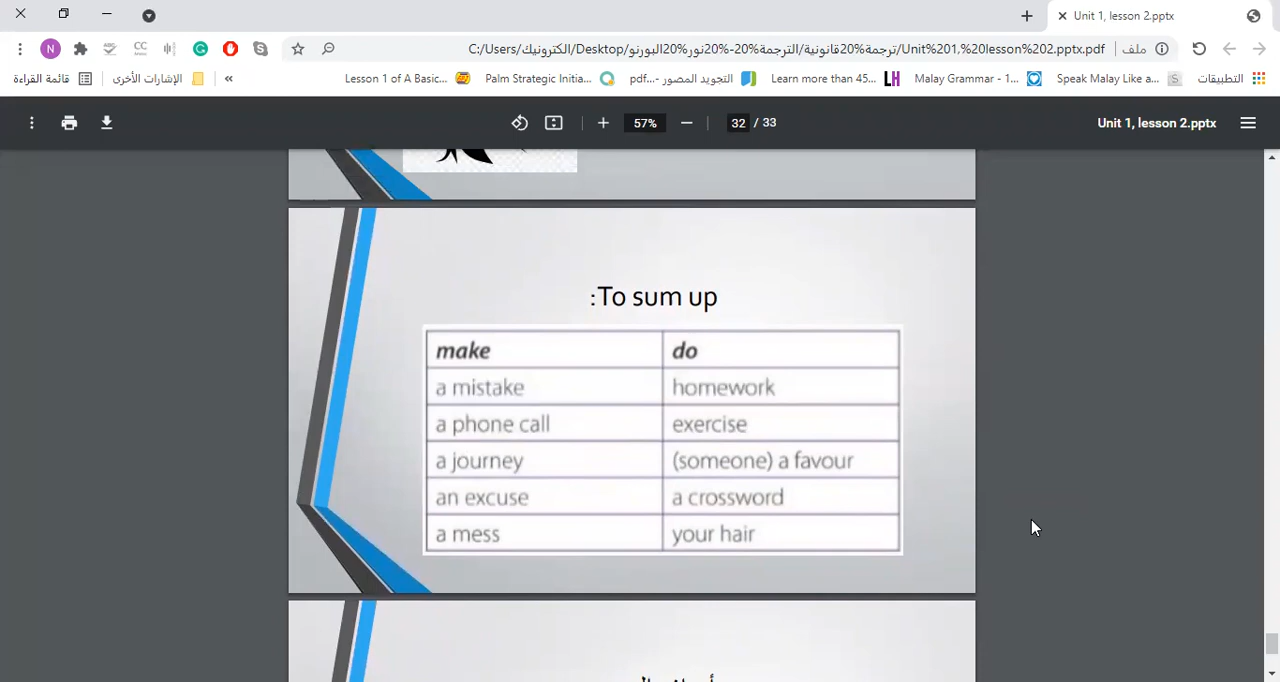 Unit 1, lesson 2.pptx
C:/Users/الكترونيك/Desktop/ترجمة%20قانونية/الترجمة%20-%20نور%20البورنو/Unit%201,%20lesson%202.pptx.pdf
ملف
التطبيقات
Speak Malay Like a...
Malay Grammar - 1...
Learn more than 45...
التجويد المصور -...pdf
Palm Strategic Initia...
Lesson 1 of A Basic...
»
الإشارات الأخرى
قائمة القراءة
57%
32 / 33
Unit 1, lesson 2.pptx
:To sum up
make do
a mistake homework
a phone call exercise
a journey (someone) a favour
an excuse a crossword
a mess your hair